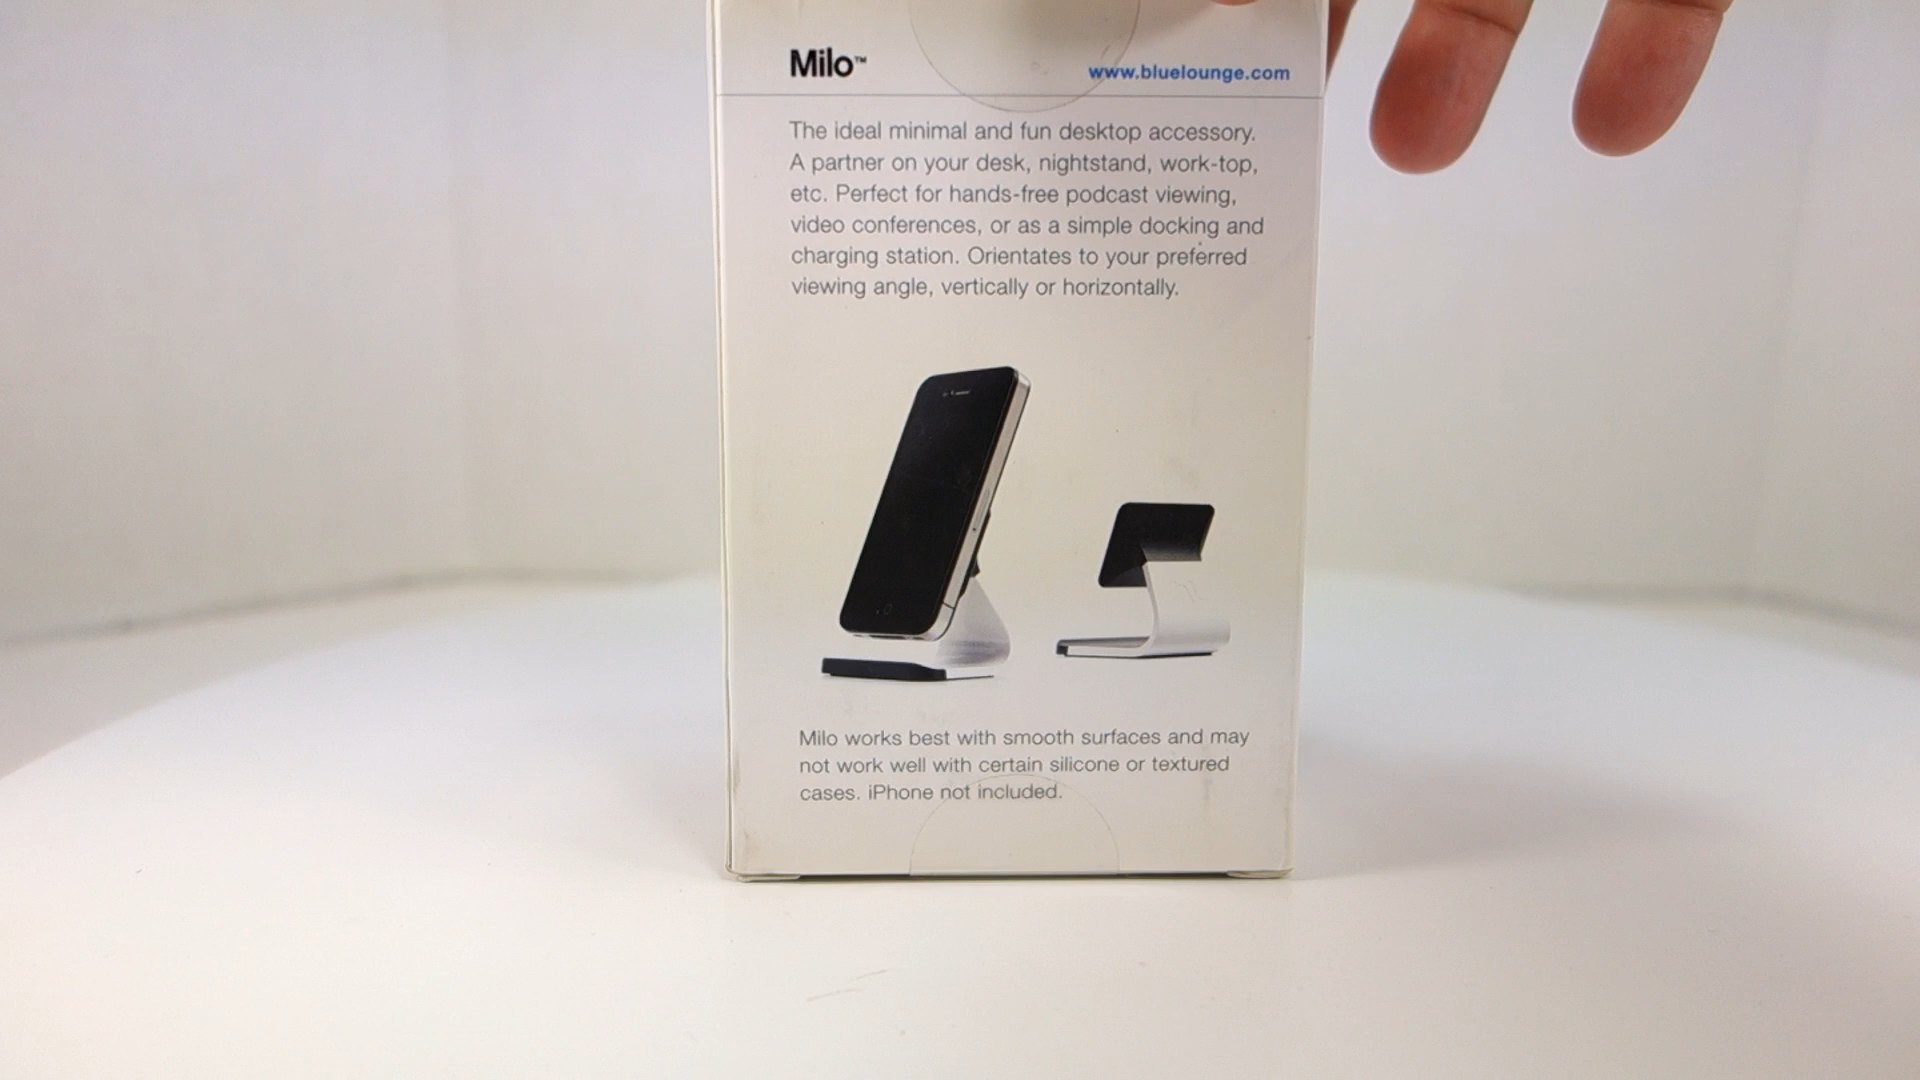 Milo™
www.bluelounge.com
The ideal minimal and fun desktop accessory.
A partner on your desk, nightstand, work-top,
etc. Perfect for hands-free podcast viewing,
video conferences, or as a simple docking and
charging station. Orientates to your preferred
viewing angle, vertically or horizontally.
Milo works best with smooth surfaces and may
not work well with certain silicone or textured
cases. iPhone not included.